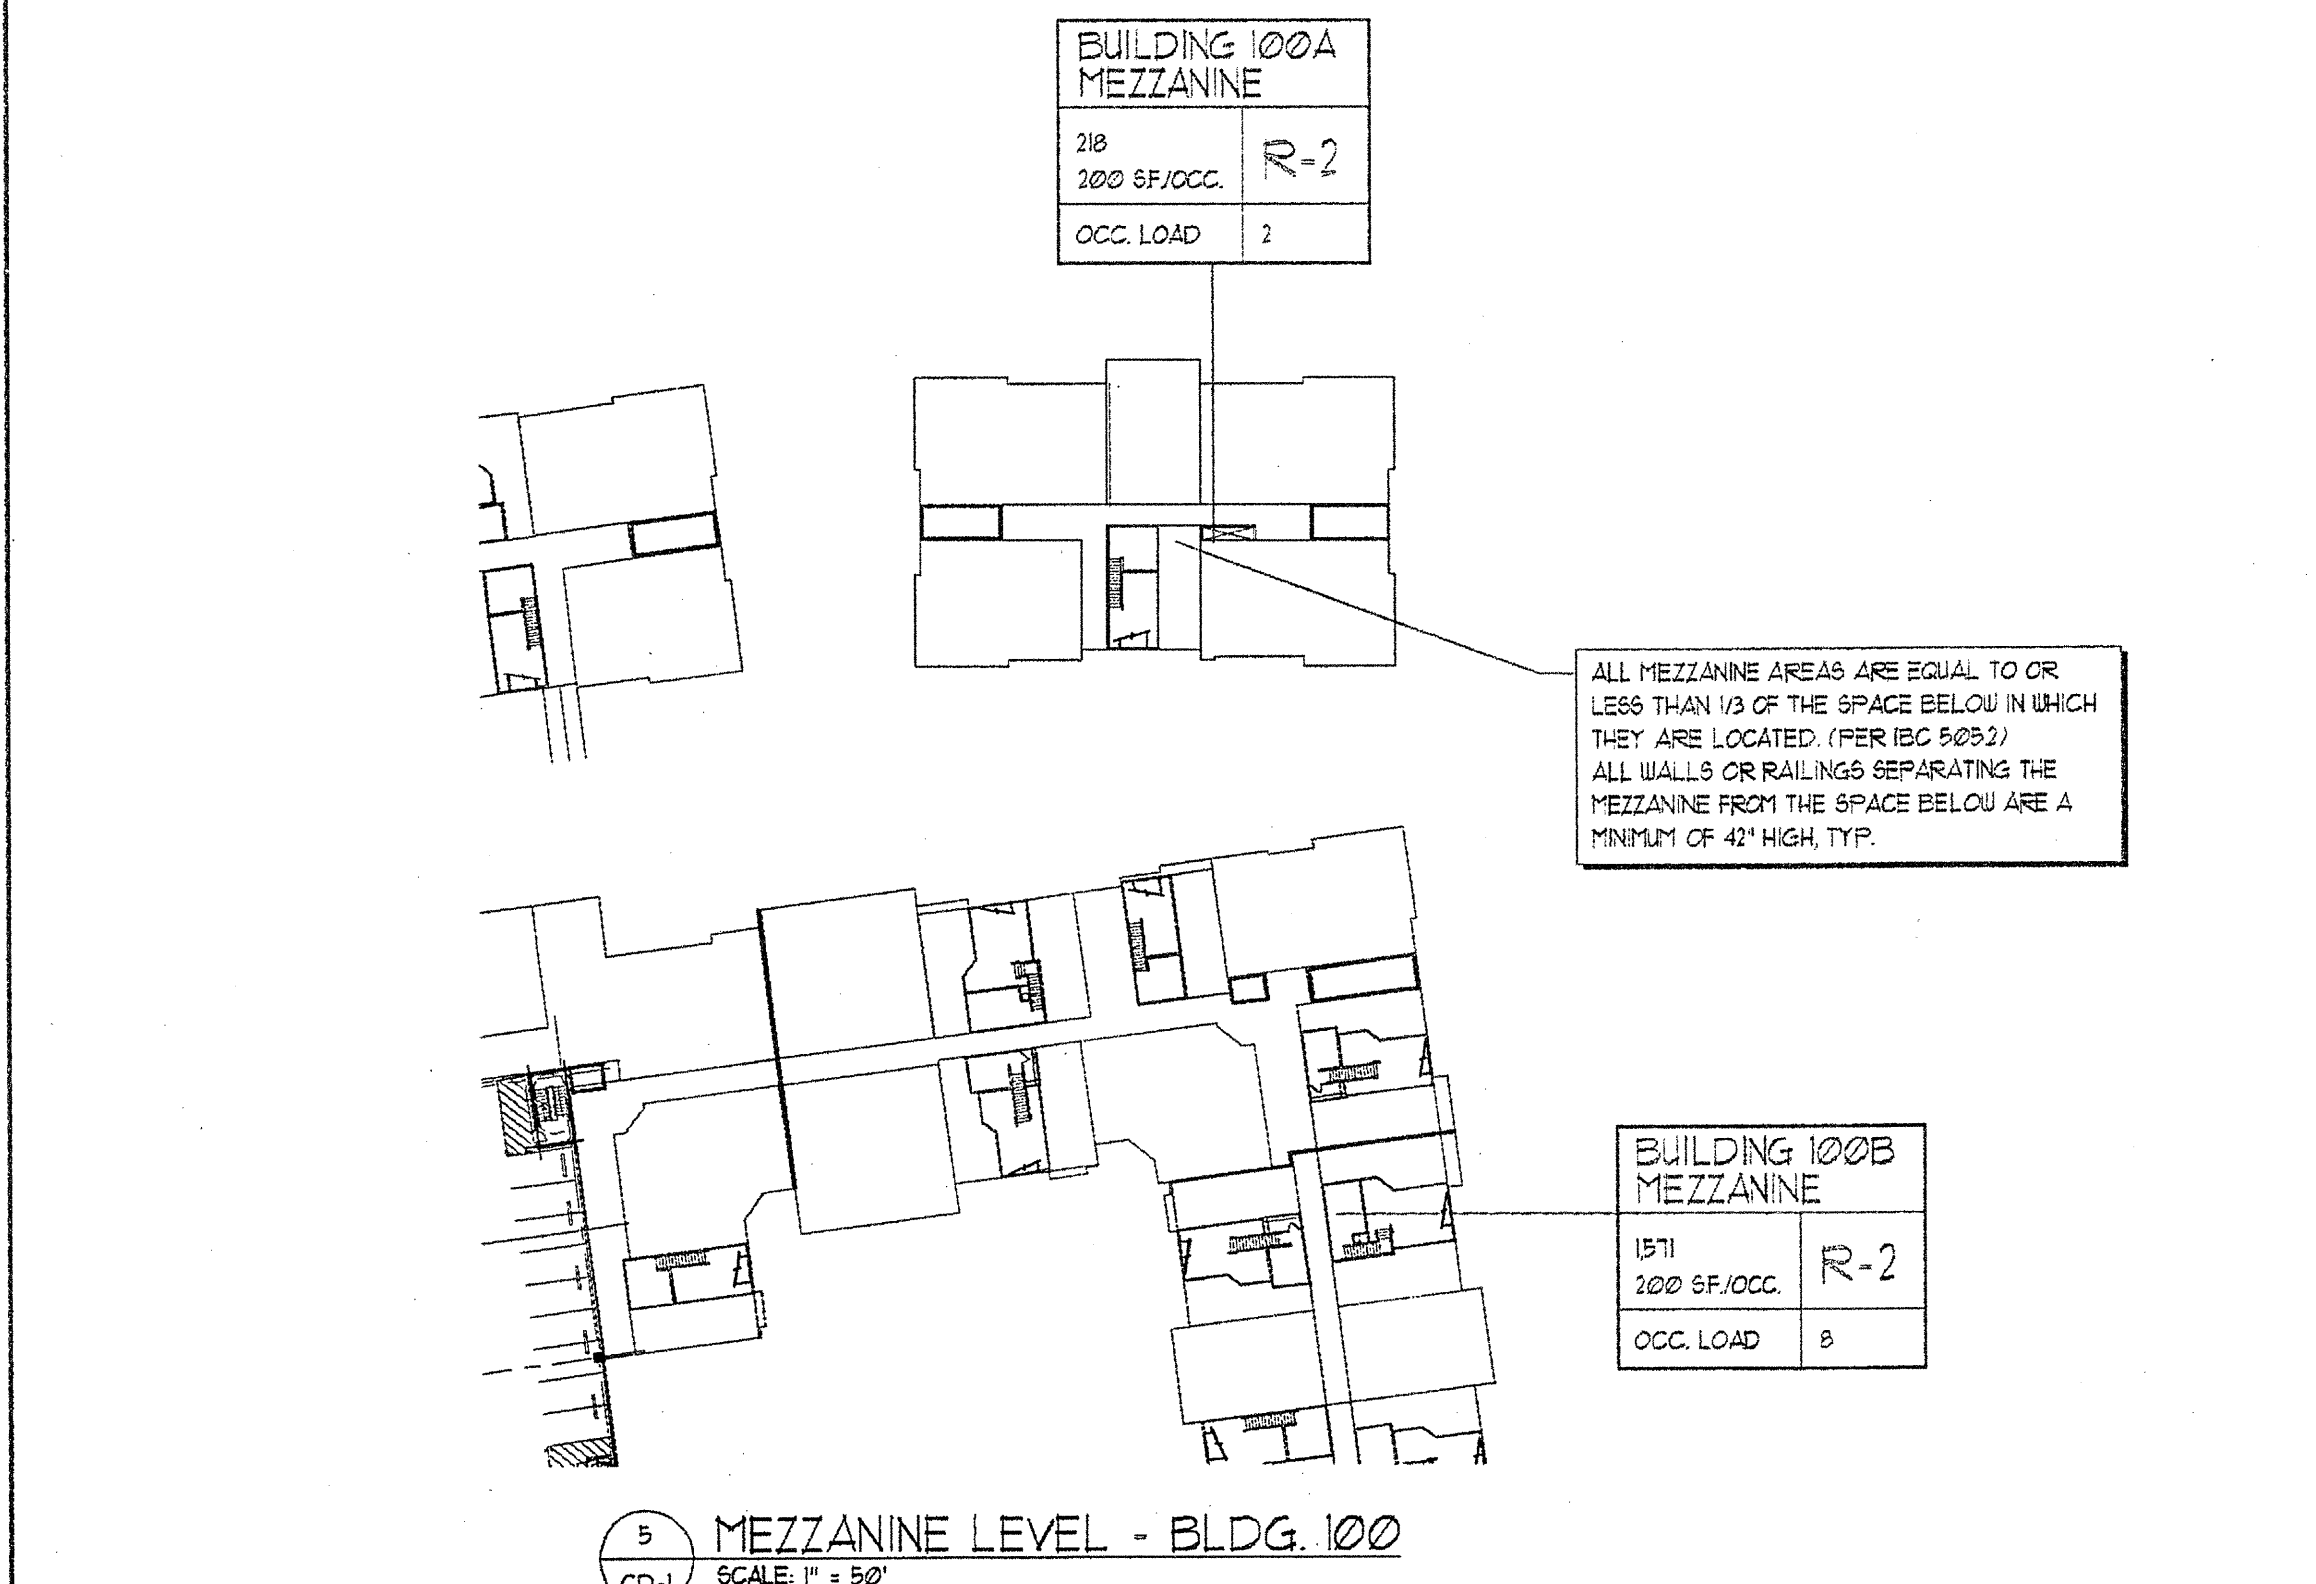 BUILDING 100A
MEZZANINE
218
200 S.F./OCC.
R-2
OCC. LOAD 2
ALL MEZZANINE AREAS ARE EQUAL TO OR
LESS THAN 1/3 OF THE SPACE BELOW IN WHICH
THEY ARE LOCATED. (PER IBC 505.2)
ALL WALLS OR RAILINGS SEPARATING THE
MEZZANINE FROM THE SPACE BELOW ARE A
MINIMUM OF 42" HIGH, TYP.
BUILDING 100B
MEZZANINE
1,571
200 S.F./OCC.
R-2
OCC. LOAD 8
5
MEZZANINE LEVEL - BLDG. 100
SCALE: 1" = 50'